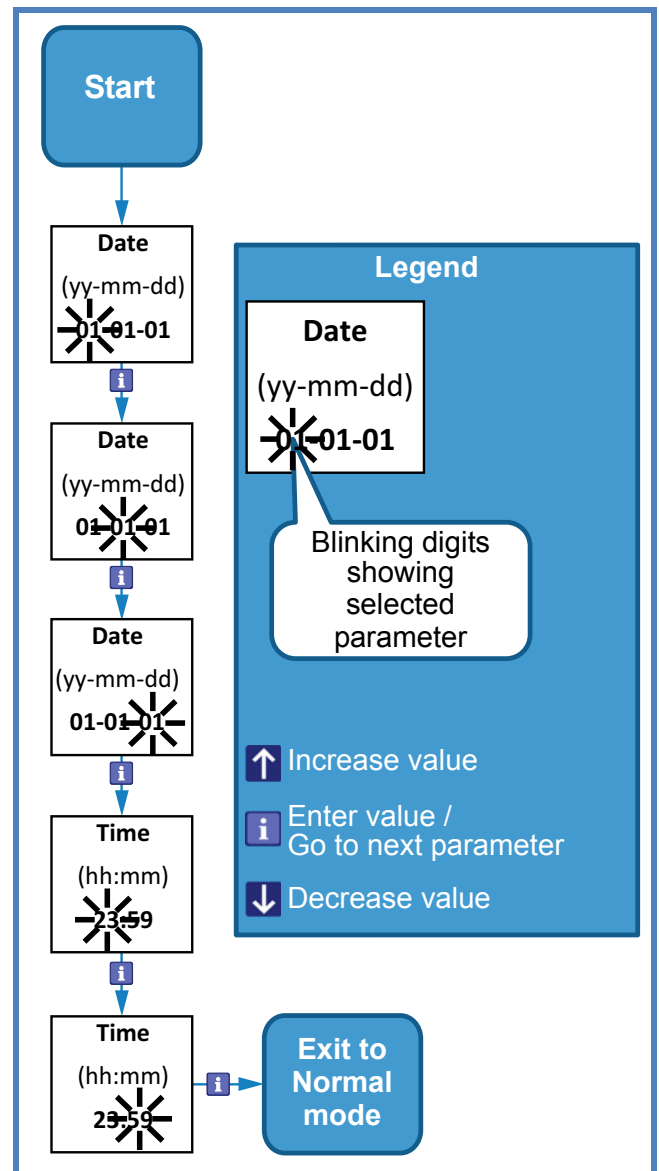 Start
Date
(yy-mm-dd)
01-01-01
i
Date
(yy-mm-dd)
01-01-01
i
Date
(yy-mm-dd)
01-01-01
i
Time
(hh:mm)
23:59
i
Time
(hh:mm)
23:59
i
Exit to
Normal
mode
Legend
Date
(yy-mm-dd)
01-01-01
Blinking digits
showing
selected
parameter
↑ Increase value
i Enter value /
Go to next parameter
↓ Decrease value